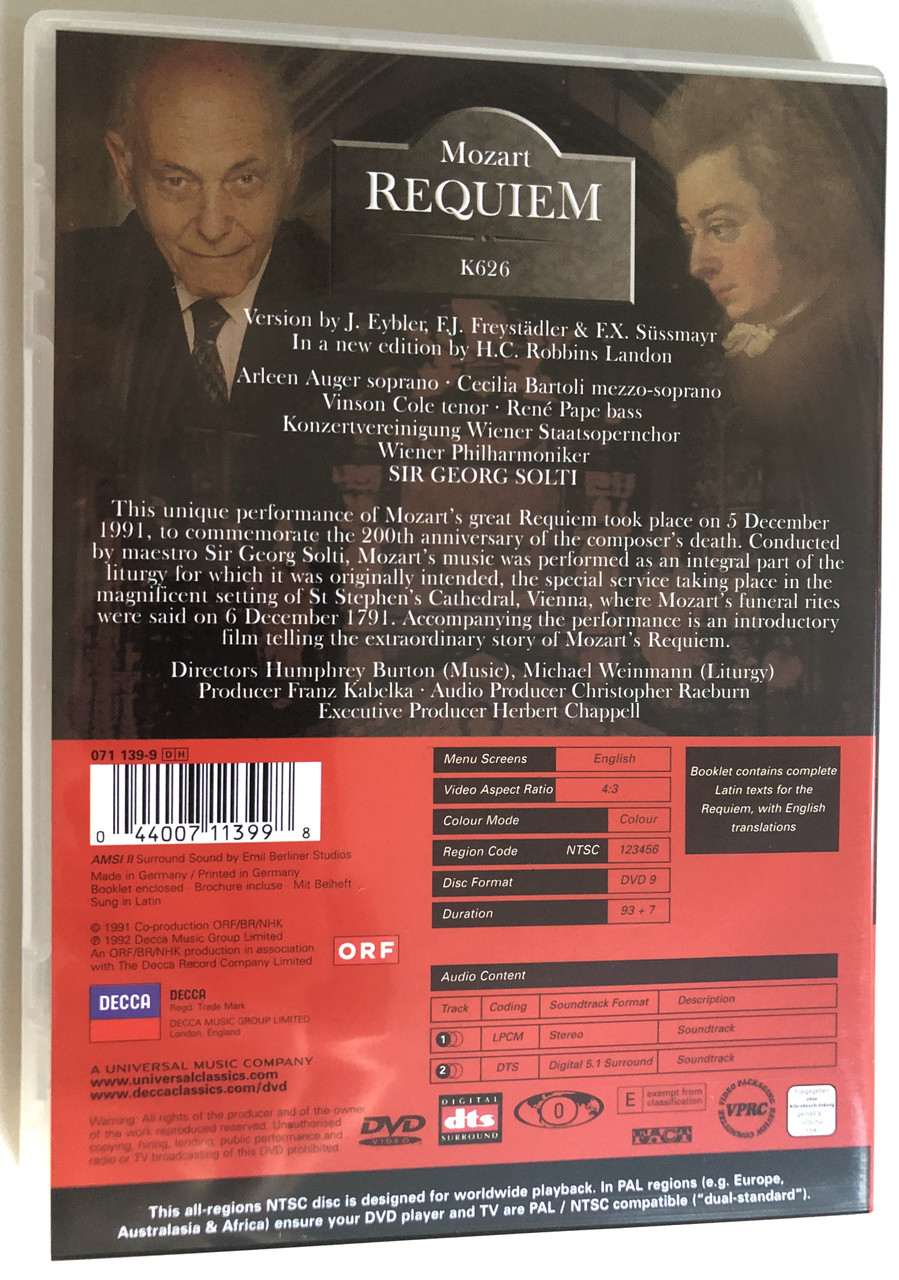 Mozart
REQUIEM
K626
Version by J. Eybler, F.J. Freystädler & F.X. Süssmayr
In a new edition by H.C. Robbins Landon
Arleen Auger soprano · Cecilia Bartoli mezzo-soprano
Vinson Cole tenor · René Pape bass
Konzertvereinigung Wiener Staatsopernchor
Wiener Philharmoniker
SIR GEORG SOLTI
This unique performance of Mozart's great Requiem took place on 5 December
1991, to commemorate the 200th anniversary of the composer's death. Conducted
by maestro Sir Georg Solti, Mozart's music was performed as an integral part of the
liturgy for which it was originally intended, the special service taking place in the
magnificent setting of St Stephen's Cathedral, Vienna, where Mozart's funeral rites
were said on 6 December 1791. Accompanying the performance is an introductory
film telling the extraordinary story of Mozart's Requiem.
Directors Humphrey Burton (Music), Michael Weinmann (Liturgy)
Producer Franz Kabelka · Audio Producer Christopher Raeburn
Executive Producer Herbert Chappell
071 139-9 D H
0 44007 11399 8
AMSI II Surround Sound by Emil Berliner Studios
Made in Germany / Printed in Germany
Booklet enclosed · Brochure incluse · Mit Beiheft
Sung in Latin
© 1991 Co-production ORF/BR/NHK
℗ 1992 Decca Music Group Limited
An ORF/BR/NHK production in association
with The Decca Record Company Limited
ORF
DECCA
DECCA
Regd. Trade Mark
DECCA MUSIC GROUP LIMITED
London, England
A UNIVERSAL MUSIC COMPANY
www.universalclassics.com
www.deccaclassics.com/dvd
Warning: All rights of the producer and of the owner
of the work reproduced reserved. Unauthorised
copying, hiring, lending, public performance and
radio or TV broadcasting of this DVD prohibited.
Menu Screens English
Video Aspect Ratio 4:3
Colour Mode Colour
Region Code NTSC 123456
Disc Format DVD 9
Duration 93 + 7
Booklet contains complete
Latin texts for the
Requiem, with English
translations
Audio Content
Track Coding Soundtrack Format Description
1 LPCM Stereo Soundtrack
2 DTS Digital 5.1 Surround Soundtrack
DVD
VIDEO
DIGITAL
dts
SURROUND
0
E exempt from
classification
FACT
VIDEO PACKAGING REVIEW COMMITTEE
VPRC
Freigegeben
ohne
Altersbeschränkung
gemäß §
This all-regions NTSC disc is designed for worldwide playback. In PAL regions (e.g. Europe,
Australasia & Africa) ensure your DVD player and TV are PAL / NTSC compatible ("dual-standard").